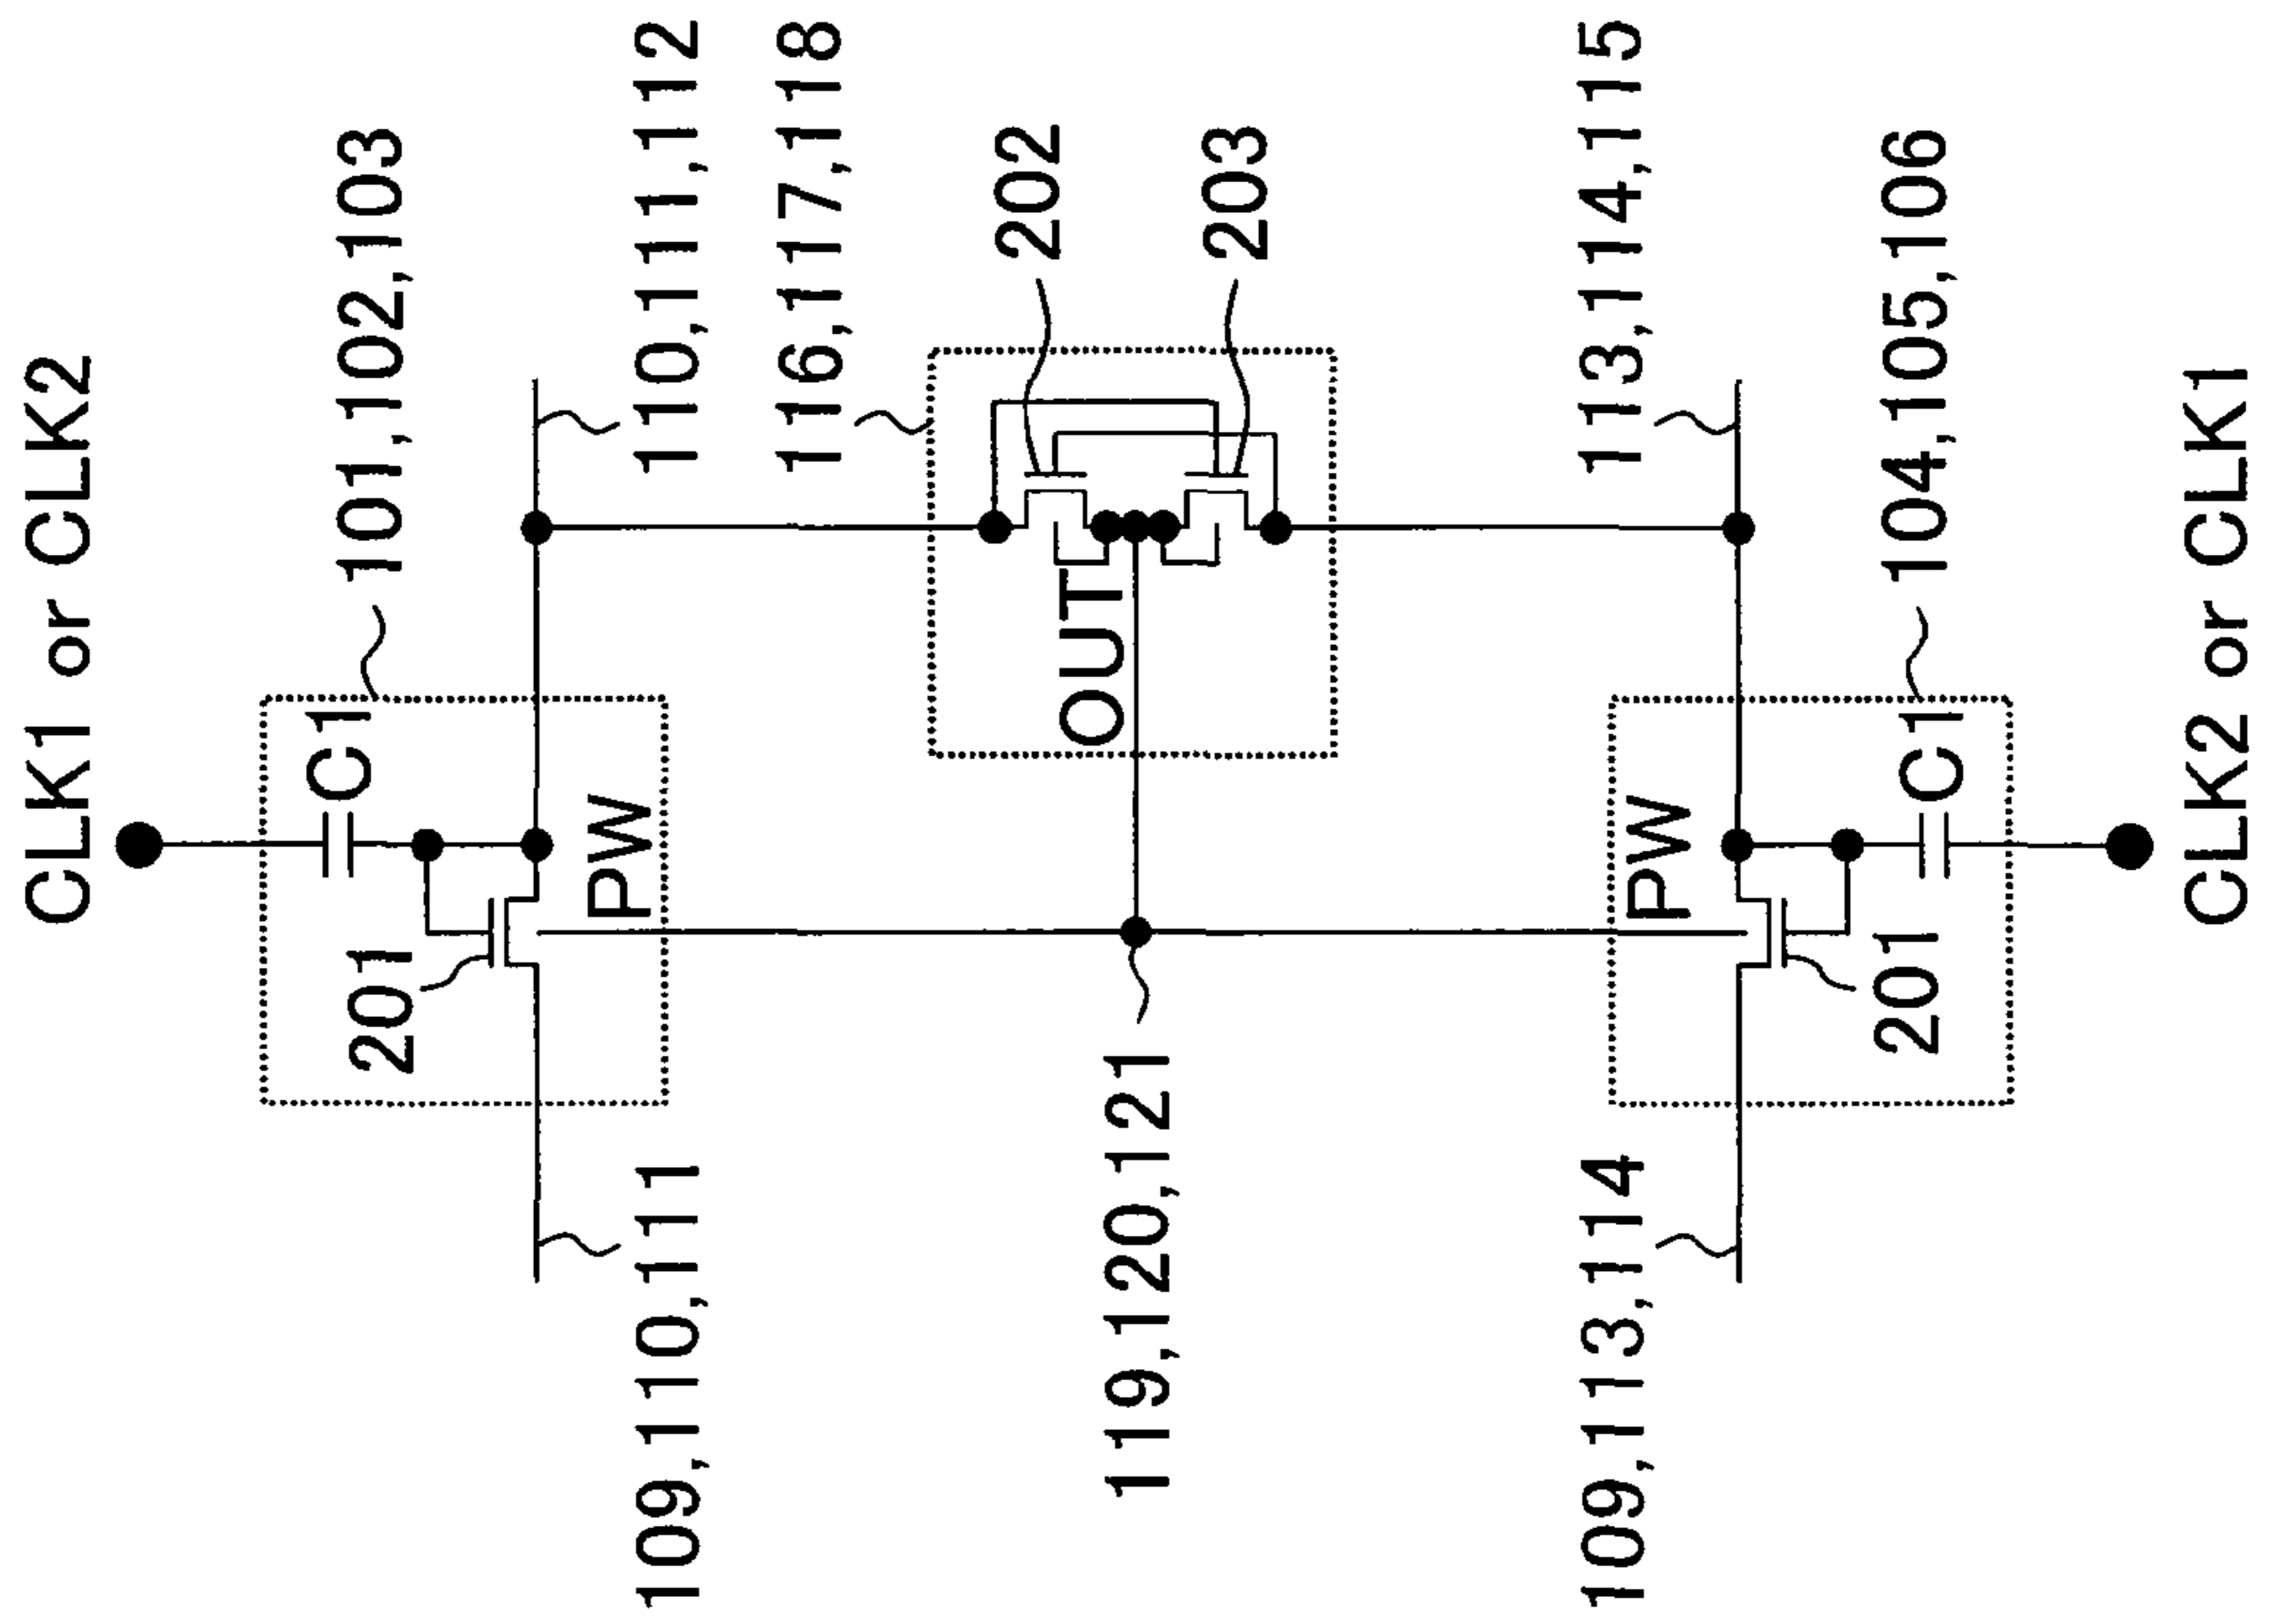 CLK1 or CLK2
101,102,103
C1
201
110,111,112
PW
109,110,111
116,117,118
202
203
OUT
119,120,121
113,114,115
PW
109,113,114
104,105,106
C1
201
CLK2 or CLK1